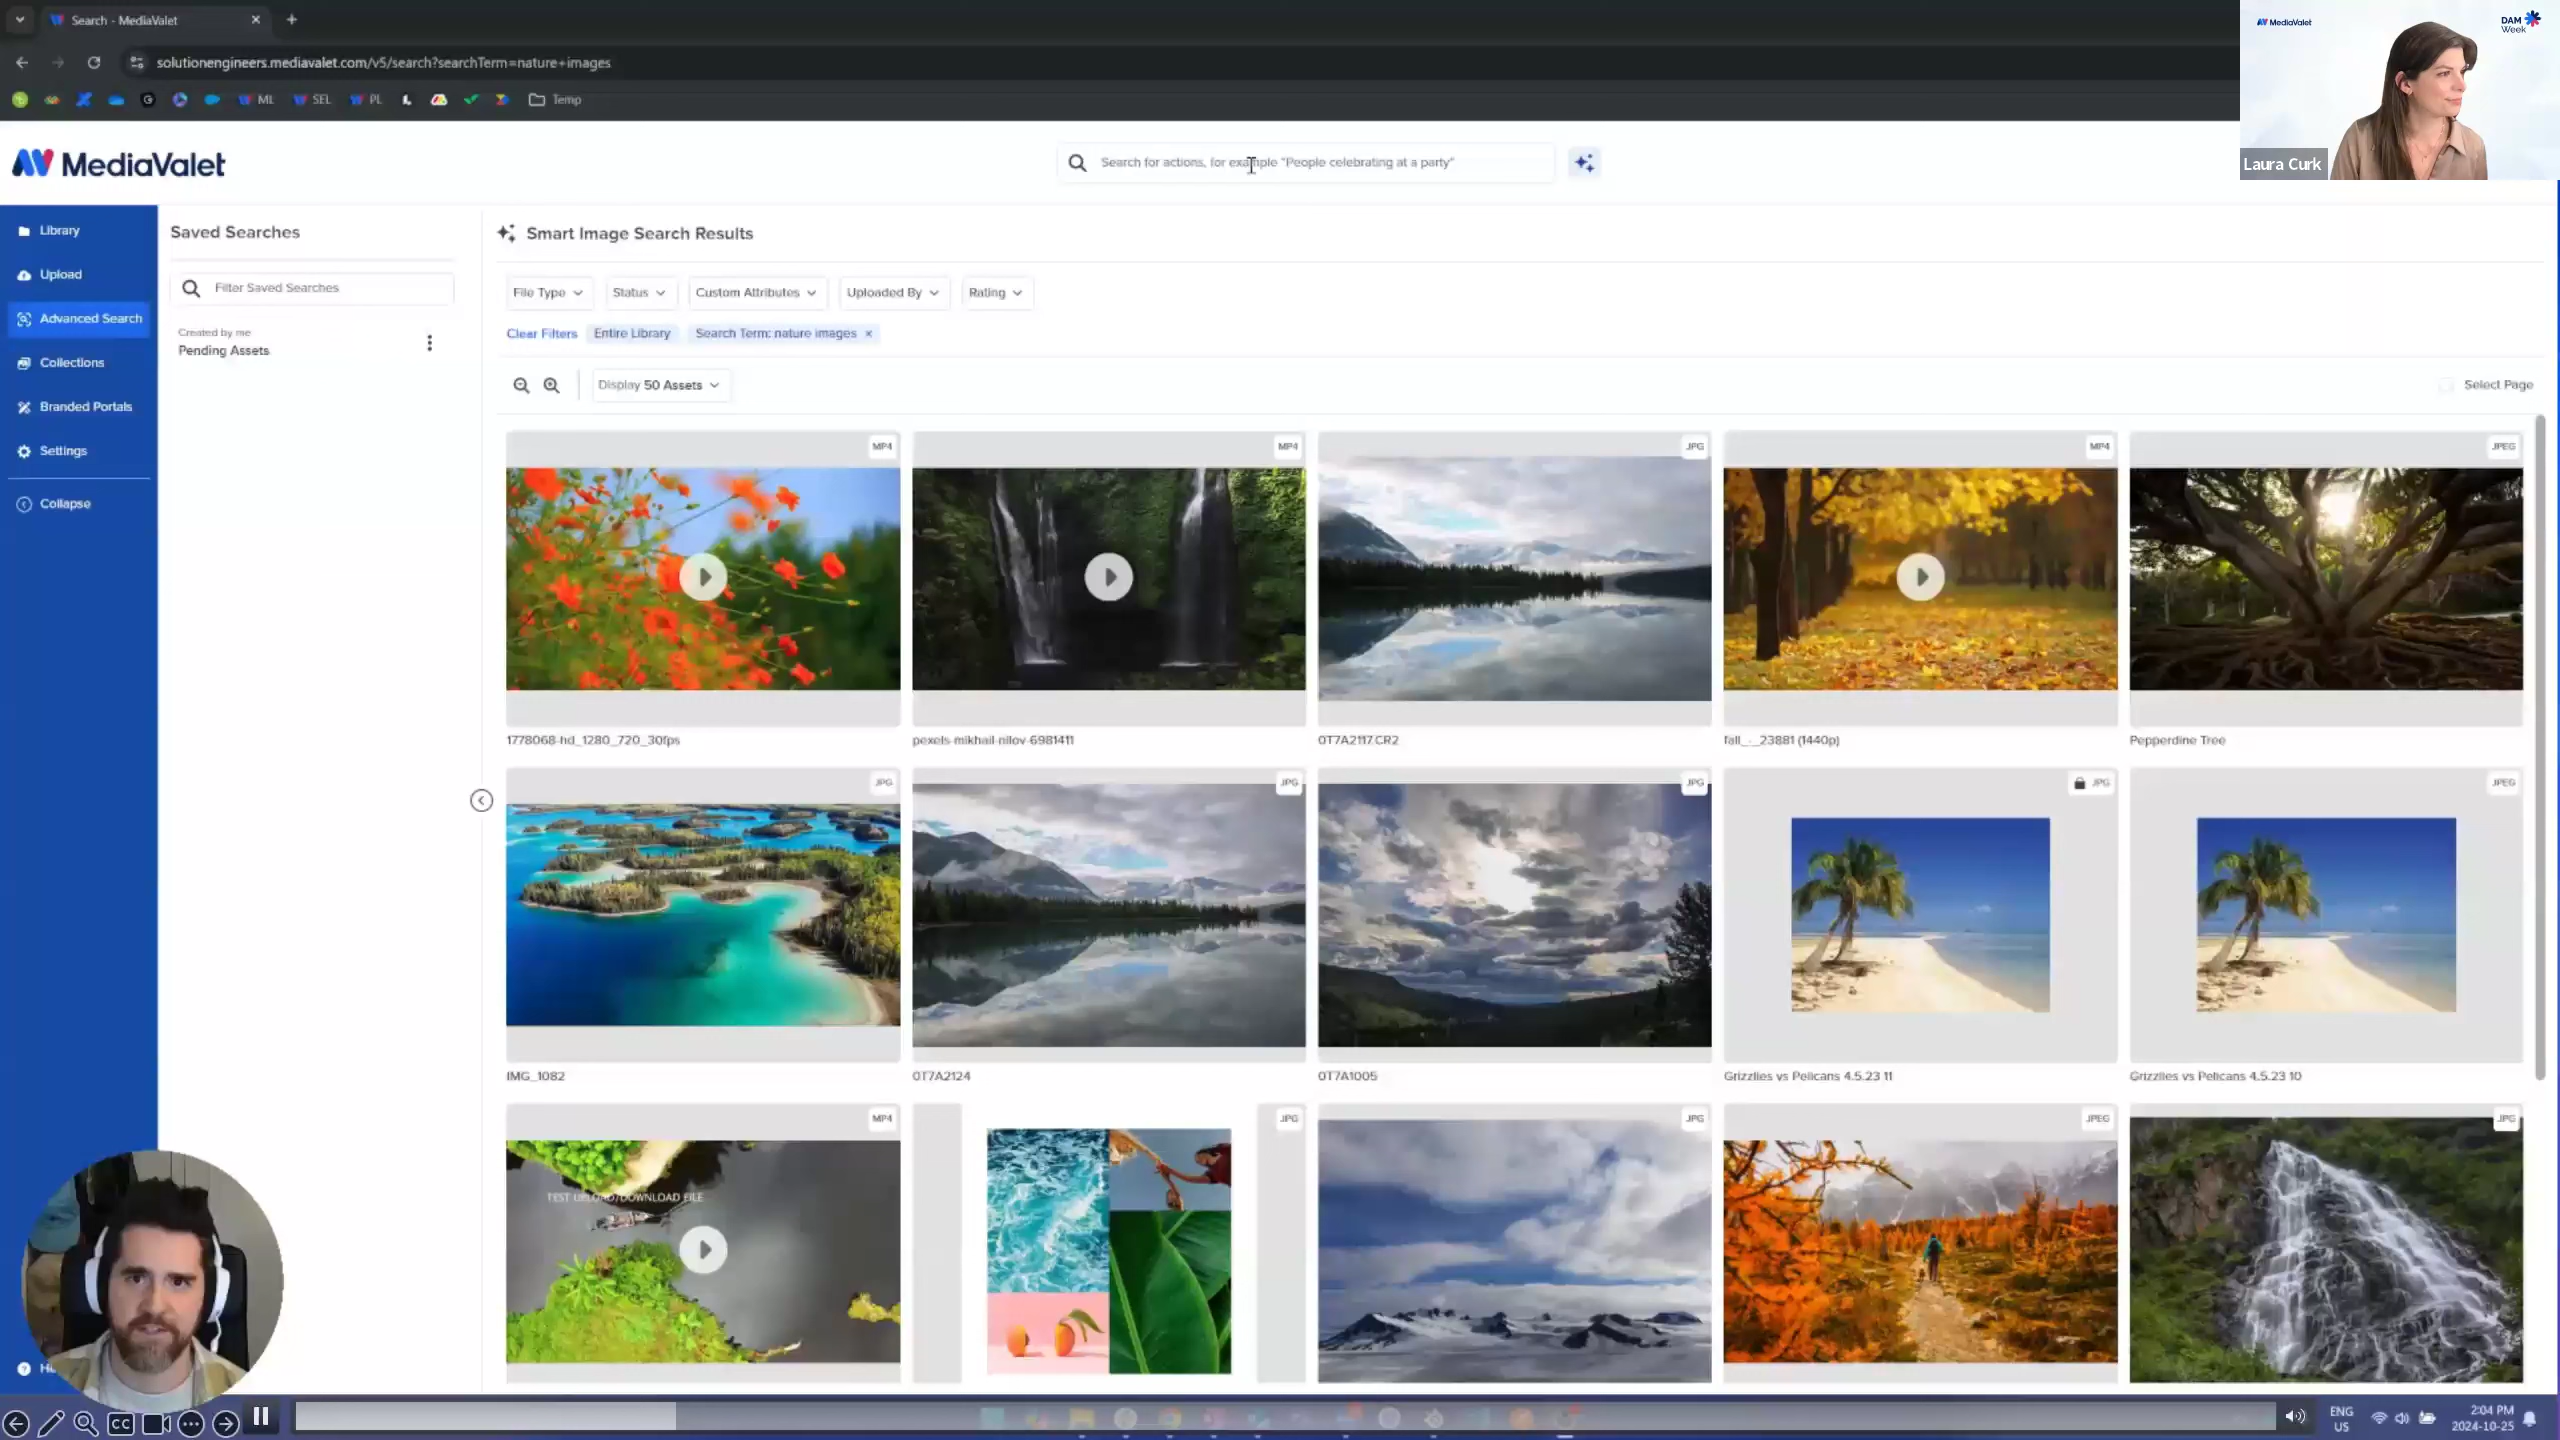 Search - MediaValet
solutionengineers.mediavalet.com/v5/search?searchTerm=nature+images
ML SEL PL Temp
MediaValet
DAM Week
Laura Curk
MediaValet
Search for actions, for example "People celebrating at a party"
Library
Upload
Advanced Search
Collections
Branded Portals
Settings
Collapse
Saved Searches
Filter Saved Searches
Created by me
Pending Assets
Smart Image Search Results
File Type Status Custom Attributes Uploaded By Rating
Clear Filters Entire Library Search Term: nature images ×
Display 50 Assets
Select Page
MP4 MP4 JPG MP4 JPEG
1778068-hd_1280_720_30fps pexels-mikhail-nilov-6981411 0T7A2117.CR2 fall_-_23881 (1440p) Pepperdine Tree
JPG JPG JPG JPG JPEG
IMG_1082 0T7A2124 0T7A1005 Grizzlies vs Pelicans 4.5.23 11 Grizzlies vs Pelicans 4.5.23 10
MP4 JPG JPG JPEG JPG
TEST UPLOAD/DOWNLOAD FILE
CC
ENG
US
2:04 PM
2024-10-25